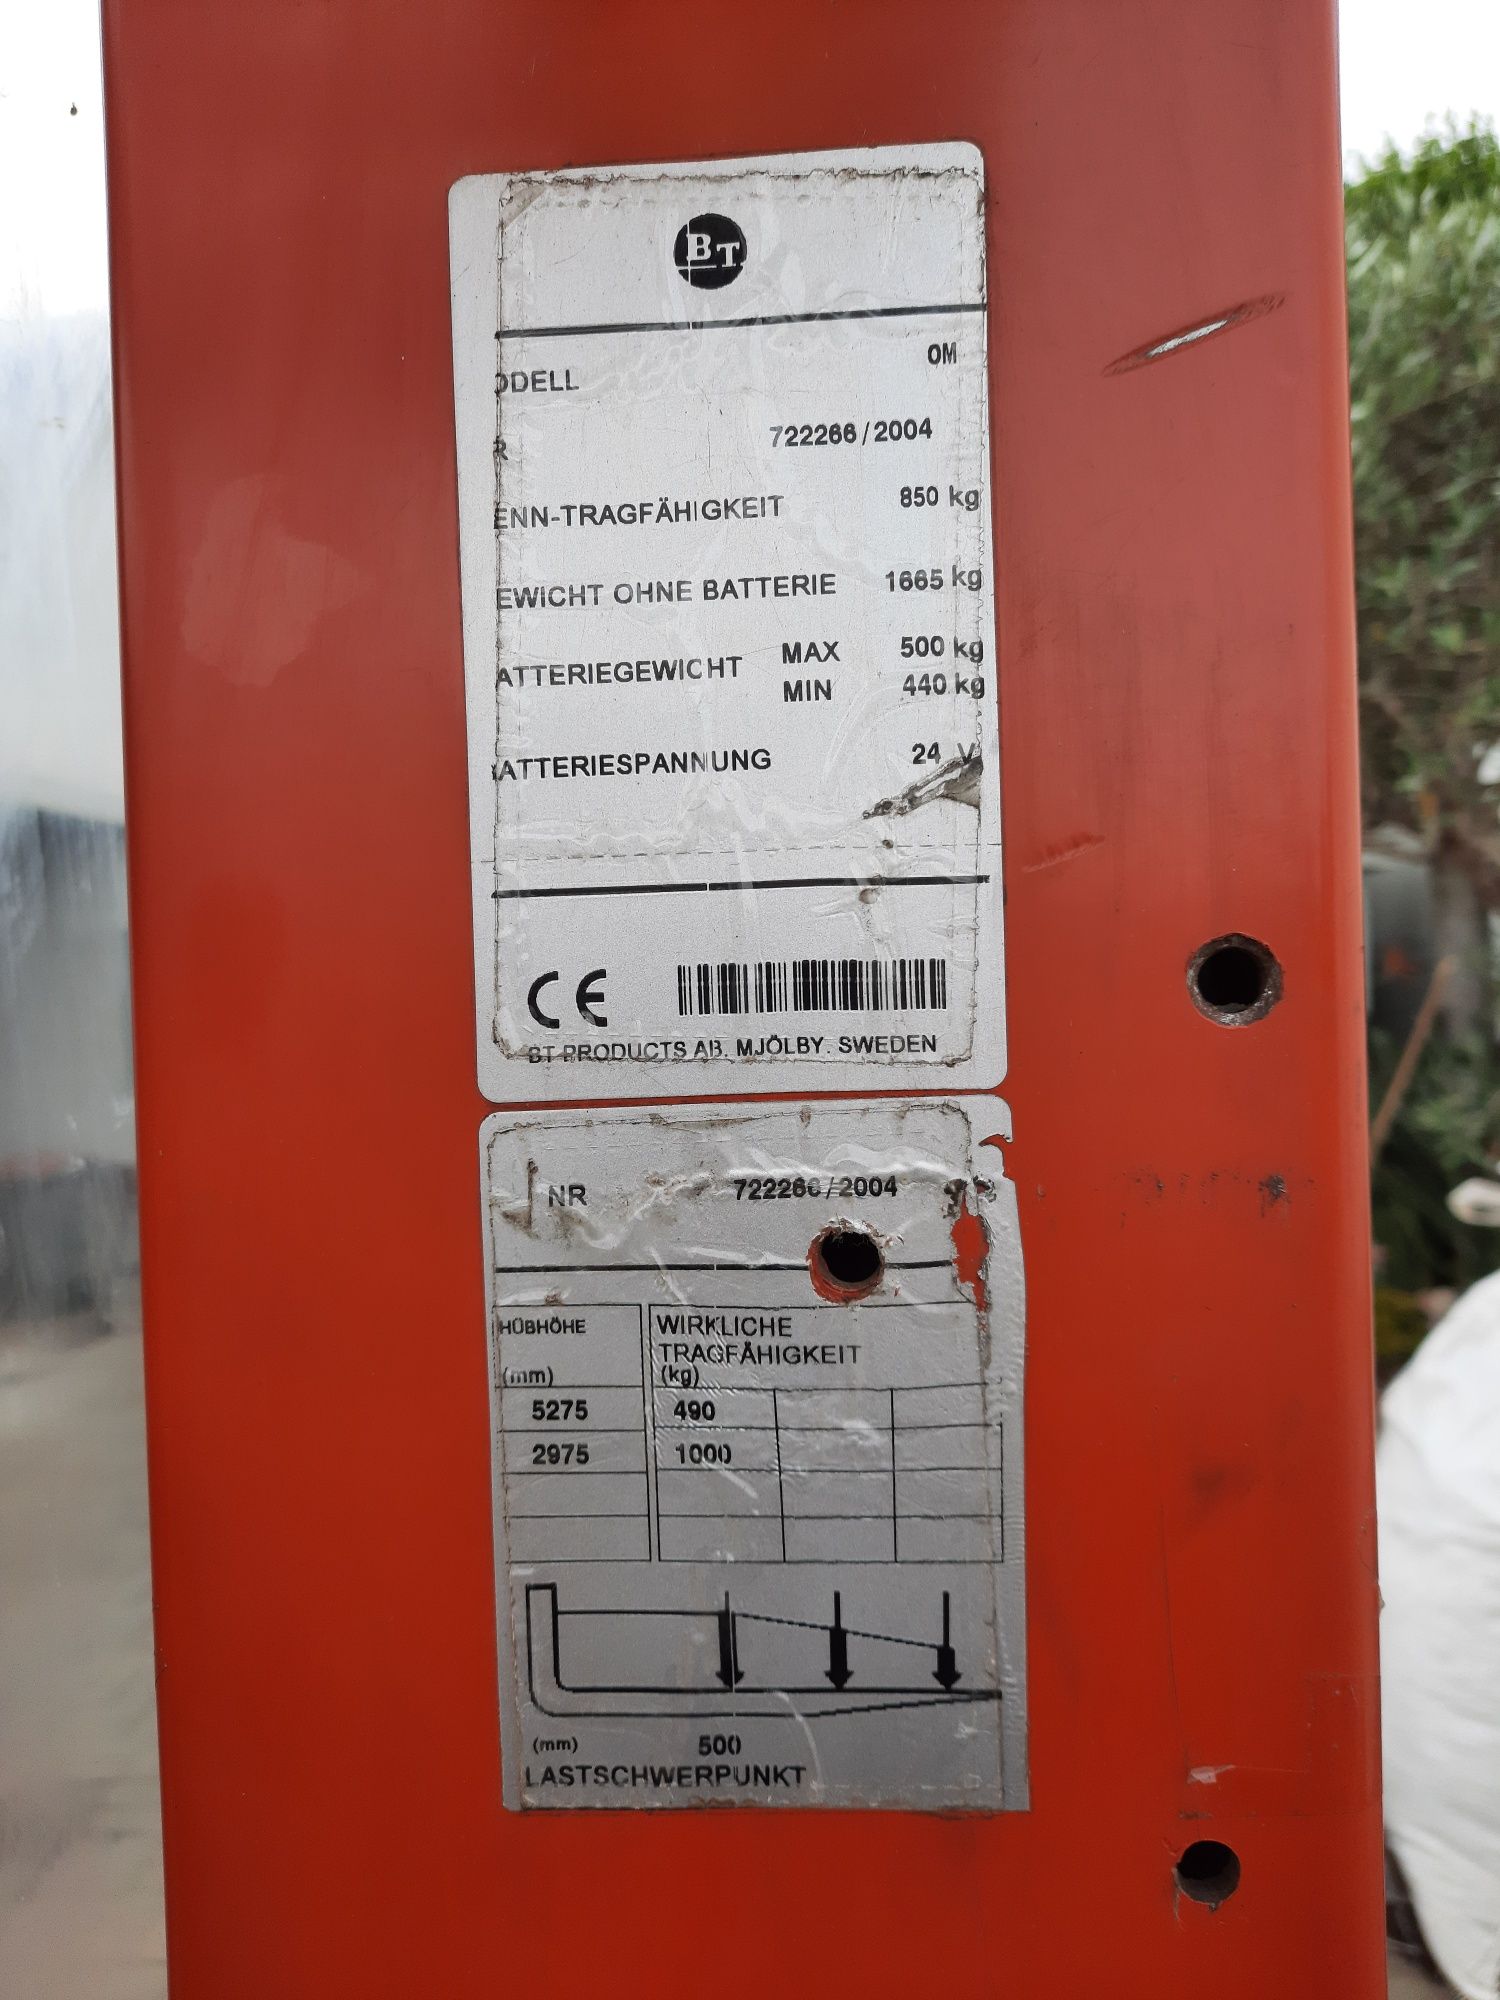 BT
ODELL OM
R 722266/2004
ENN-TRAGFÄHIGKEIT 850 kg
EWICHT OHNE BATTERIE 1665 kg
ATTERIEGEWICHT MAX 500 kg
MIN 440 kg
ATTERIESPANNUNG 24 V
CE
BT PRODUCTS AB. MJÖLBY. SWEDEN
NR 722266/2004
HÜBHÖHE WIRKLICHE
TRAGFÄHIGKEIT
(mm) (kg)
5275 490
2975 1000
(mm) 500
LASTSCHWERPUNKT